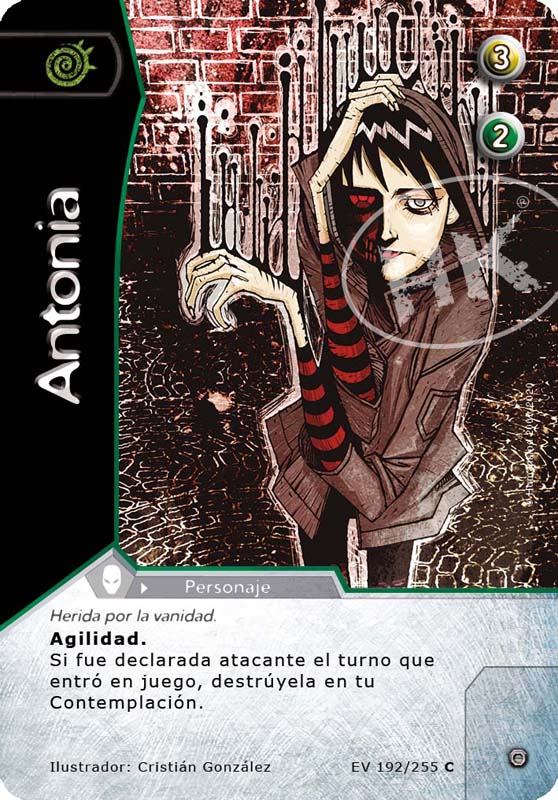 3
2
Antonia
HK
®
Personaje
Herida por la vanidad.
Agilidad.
Si fue declarada atacante el turno que
entró en juego, destrúyela en tu
Contemplación.
Ilustrador: Cristián González
EV 192/255 C
e